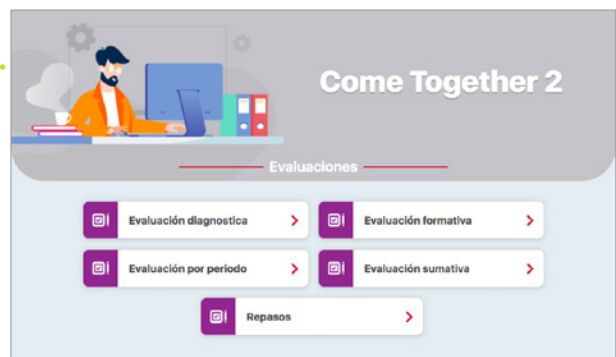 Come Together 2
Evaluaciones
Evaluación diagnostica
Evaluación formativa
Evaluación por periodo
Evaluación sumativa
Repasos